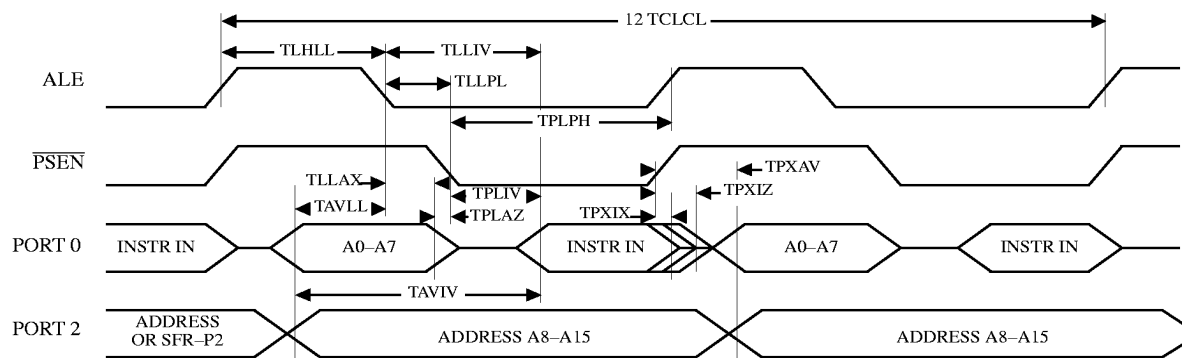 12 TCLCL
TLHLL
TLLIV
ALE
TLLPL
TPLPH
PSEN
TPXAV
TLLAX
TPLIV
TPXIZ
TAVLL
TPLAZ
TPXIX
PORT 0
INSTR IN
A0–A7
INSTR IN
A0–A7
INSTR IN
TAVIV
PORT 2
ADDRESS
OR SFR–P2
ADDRESS A8–A15
ADDRESS A8–A15